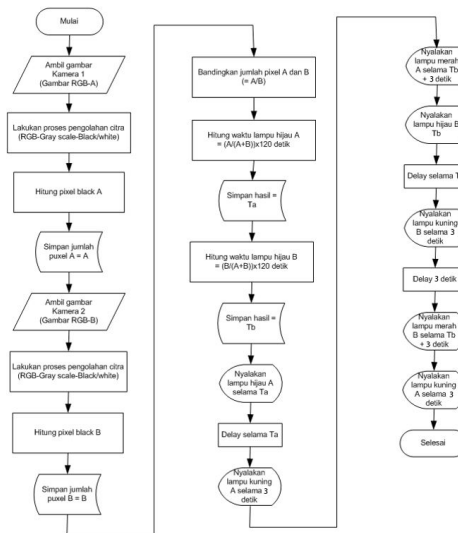 Mulai
Ambil gambar
Kamera 1
(Gambar RGB-A)
Lakukan proses pengolahan citra
(RGB-Gray scale-Black/white)
Hitung pixel black A
Simpan jumlah
puxel A = A
Ambil gambar
Kamera 2
(Gambar RGB-B)
Lakukan proses pengolahan citra
(RGB-Gray scale-Black/white)
Hitung pixel black B
Simpan jumlah
puxel B = B
Bandingkan jumlah pixel A dan B
(= A/B)
Hitung waktu lampu hijau A
= (A/(A+B))x120 detik
Simpan hasil =
Ta
Hitung waktu lampu hijau B
= (B/(A+B))x120 detik
Simpan hasil =
Tb
Nyalakan
lampu hijau A
selama Ta
Delay selama Ta
Nyalakan
lampu kuning
A selama 3
detik
Nyalakan
lampu merah
A selama Tb
+ 3 detik
Nyalakan
lampu hijau B
Tb
Delay selama
Nyalakan
lampu kuning
B selama 3
detik
Delay 3 detik
Nyalakan
lampu merah
B selama Tb
+ 3 detik
Nyalakan
lampu kuning
A selama 3
detik
Selesai